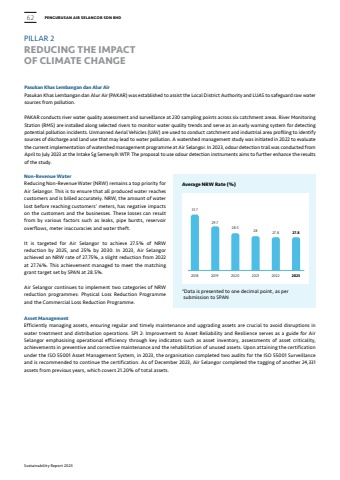 62 PENGURUSAN AIR SELANGOR SDN BHD
PILLAR 2
REDUCING THE IMPACT
OF CLIMATE CHANGE
Pasukan Khas Lembangan dan Alur Air
Pasukan Khas Lembangan dan Alur Air (PAKAR) was established to assist the Local District Authority and LUAS to safeguard raw water
sources from pollution.
PAKAR conducts river water quality assessment and surveillance at 230 sampling points across six catchment areas. River Monitoring
Station (RMS) are installed along selected rivers to monitor water quality trends and serve as an early warning system for detecting
potential pollution incidents. Unmanned Aerial Vehicles (UAV) are used to conduct catchment and industrial area profiling to identify
sources of discharge and land use that may lead to water pollution. A watershed management study was initiated in 2022 to evaluate
the current implementation of watershed management programme at Air Selangor. In 2023, odour detection trail was conducted from
April to July 2023 at the Intake Sg Semenyih WTP. The proposal to use odour detection instruments aims to further enhance the results
of the study.
Non-Revenue Water
Reducing Non-Revenue Water (NRW) remains a top priority for
Air Selangor. This is to ensure that all produced water reaches
customers and is billed accurately. NRW, the amount of water
lost before reaching customers' meters, has negative impacts
on the customers and the businesses. These losses can result
from by various factors such as leaks, pipe bursts, reservoir
overflows, meter inaccuracies and water theft.
It is targeted for Air Selangor to achieve 27.5% of NRW
reduction by 2025, and 25% by 2030. In 2023, Air Selangor
achieved an NRW rate of 27.75%, a slight reduction from 2022
at 27.76%. This achievement managed to meet the matching
grant target set by SPAN at 28.5%.
Air Selangor continues to implement two categories of NRW
reduction programmes: Physical Loss Reduction Programme
and the Commercial Loss Reduction Programme.
Average NRW Rate (%)
29.7
28.5
28
27.8
27.8
2018 2019 2020 2021 2022 2023
*Data is presented to one decimal point, as per
submission to SPAN
Asset Management
Efficiently managing assets, ensuring regular and timely maintenance and upgrading assets are crucial to avoid disruptions in
water treatment and distribution operations. SPI 2: Improvement to Asset Reliability and Resilience serves as a guide for Air
Selangor emphasising operational efficiency through key indicators such as asset inventory, assessments of asset criticality,
achievements in preventive and corrective maintenance and the rehabilitation of unused assets. Upon attaining the certification
under the ISO 55001 Asset Management System, in 2023, the organisation completed two audits for the ISO 55001 Surveillance
and is recommended to continue the certification. As of December 2023, Air Selangor completed the tagging of another 24,331
assets from previous years, which covers 21.20% of total assets.
Sustainability Report 2023